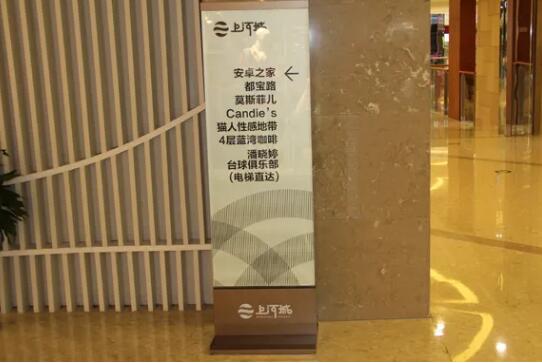 上河城
安卓之家
都宝路
莫斯菲儿
Candie's
猫人性感地带
4层蓝湾咖啡
潘晓婷
台球俱乐部
(电梯直达)
上河城